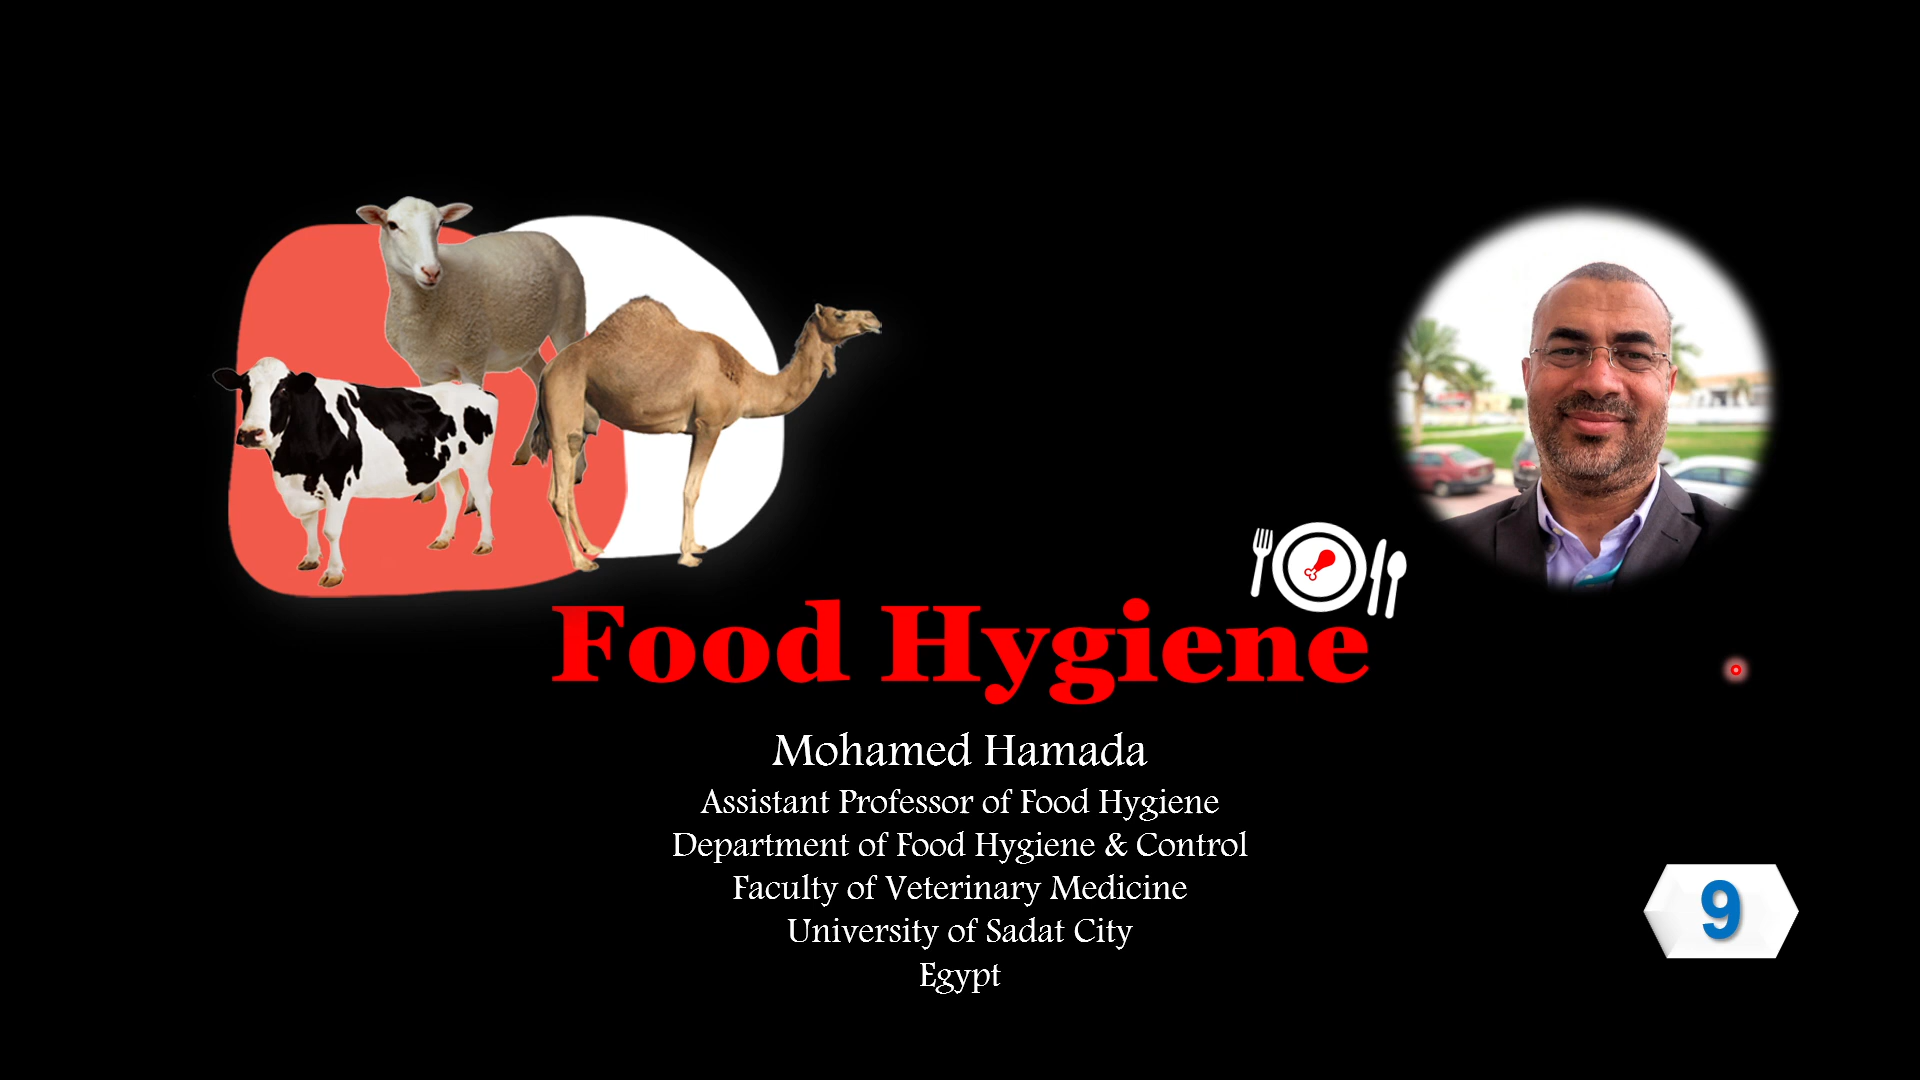 Food Hygiene
Mohamed Hamada
Assistant Professor of Food Hygiene
Department of Food Hygiene & Control
Faculty of Veterinary Medicine
University of Sadat City
Egypt
9